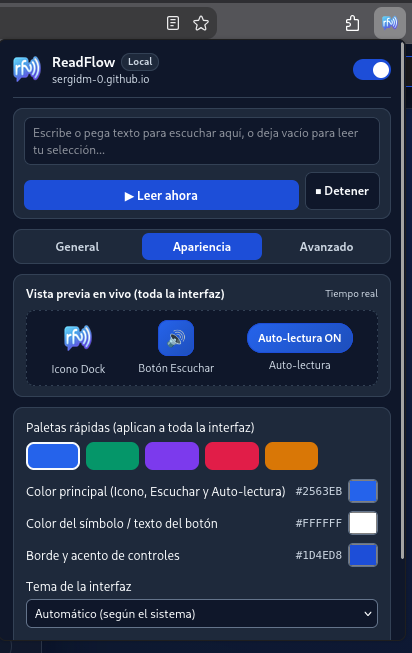 ReadFlow Local
sergidm-0.github.io
Escribe o pega texto para escuchar aquí, o deja vacío para leer
tu selección...
▶ Leer ahora
■ Detener
General
Apariencia
Avanzado
Vista previa en vivo (toda la interfaz)
Tiempo real
Icono Dock
Botón Escuchar
Auto-lectura ON
Auto-lectura
Paletas rápidas (aplican a toda la interfaz)
Color principal (Icono, Escuchar y Auto-lectura) #2563EB
Color del símbolo / texto del botón #FFFFFF
Borde y acento de controles #1D4ED8
Tema de la interfaz
Automático (según el sistema)